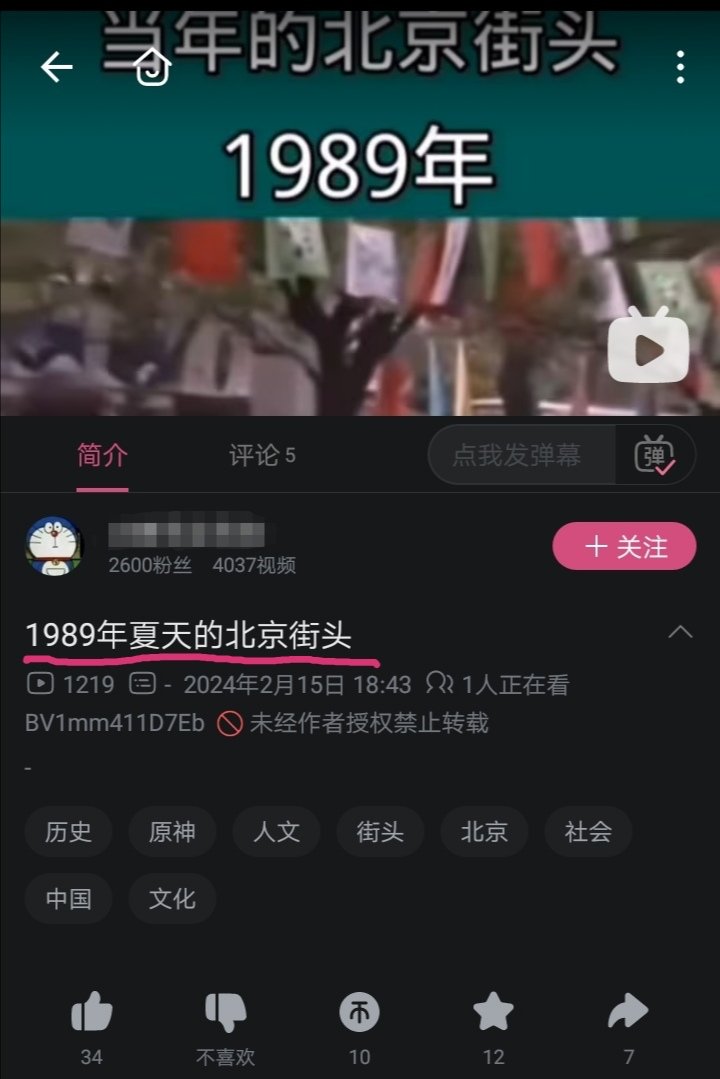 当年的北京街头
1989年
简介
评论 5
点我发弹幕
弹
2600粉丝 4037视频
＋关注
1989年夏天的北京街头
1219 - 2024年2月15日 18:43 1人正在看
BV1mm411D7Eb 未经作者授权禁止转载
-
历史 原神 人文 街头 北京 社会
中国 文化
34 不喜欢 10 12 7